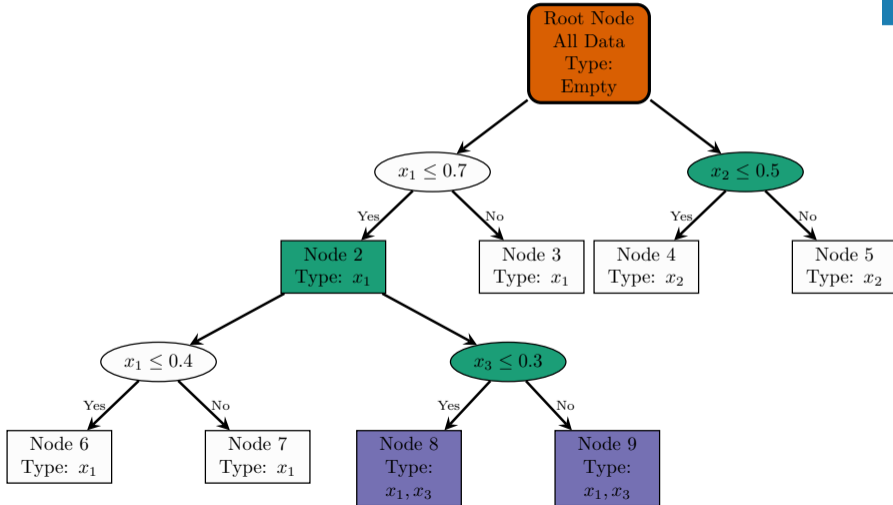 Root Node
All Data
Type:
Empty
x₁ ≤ 0.7
x₂ ≤ 0.5
Yes
No
Yes
No
Node 2
Type: x₁
Node 3
Type: x₁
Node 4
Type: x₂
Node 5
Type: x₂
x₁ ≤ 0.4
x₃ ≤ 0.3
Yes
No
Yes
No
Node 6
Type: x₁
Node 7
Type: x₁
Node 8
Type:
x₁, x₃
Node 9
Type:
x₁, x₃